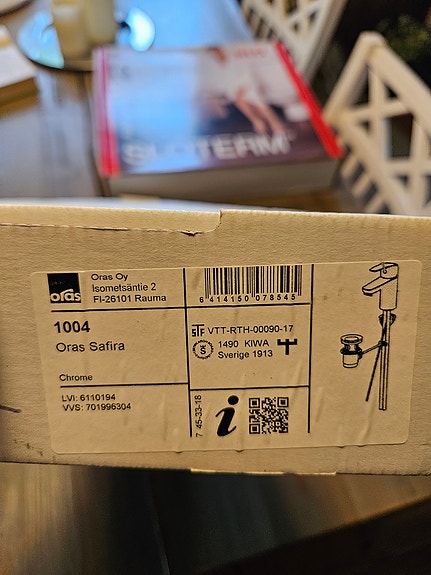 SLOTERM
oras
Oras Oy
Isometsäntie 2
FI-26101 Rauma
6 414150 078545
1004
Oras Safira
STF VTT-RTH-00090-17
1490 KIWA
Sverige 1913
Chrome
LVI: 6110194
VVS: 701996304
7 45-33-18
i